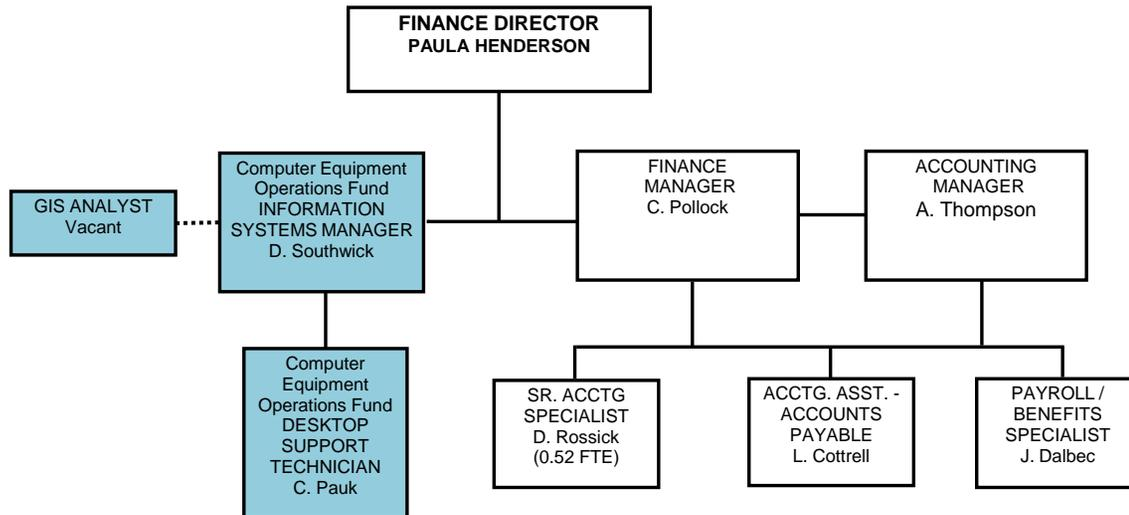 FINANCE DIRECTOR
PAULA HENDERSON
GIS ANALYST
Vacant
Computer Equipment
Operations Fund
INFORMATION
SYSTEMS MANAGER
D. Southwick
FINANCE
MANAGER
C. Pollock
ACCOUNTING
MANAGER
A. Thompson
Computer
Equipment
Operations Fund
DESKTOP
SUPPORT
TECHNICIAN
C. Pauk
SR. ACCTG
SPECIALIST
D. Rossick
(0.52 FTE)
ACCTG. ASST. -
ACCOUNTS
PAYABLE
L. Cottrell
PAYROLL /
BENEFITS
SPECIALIST
J. Dalbec